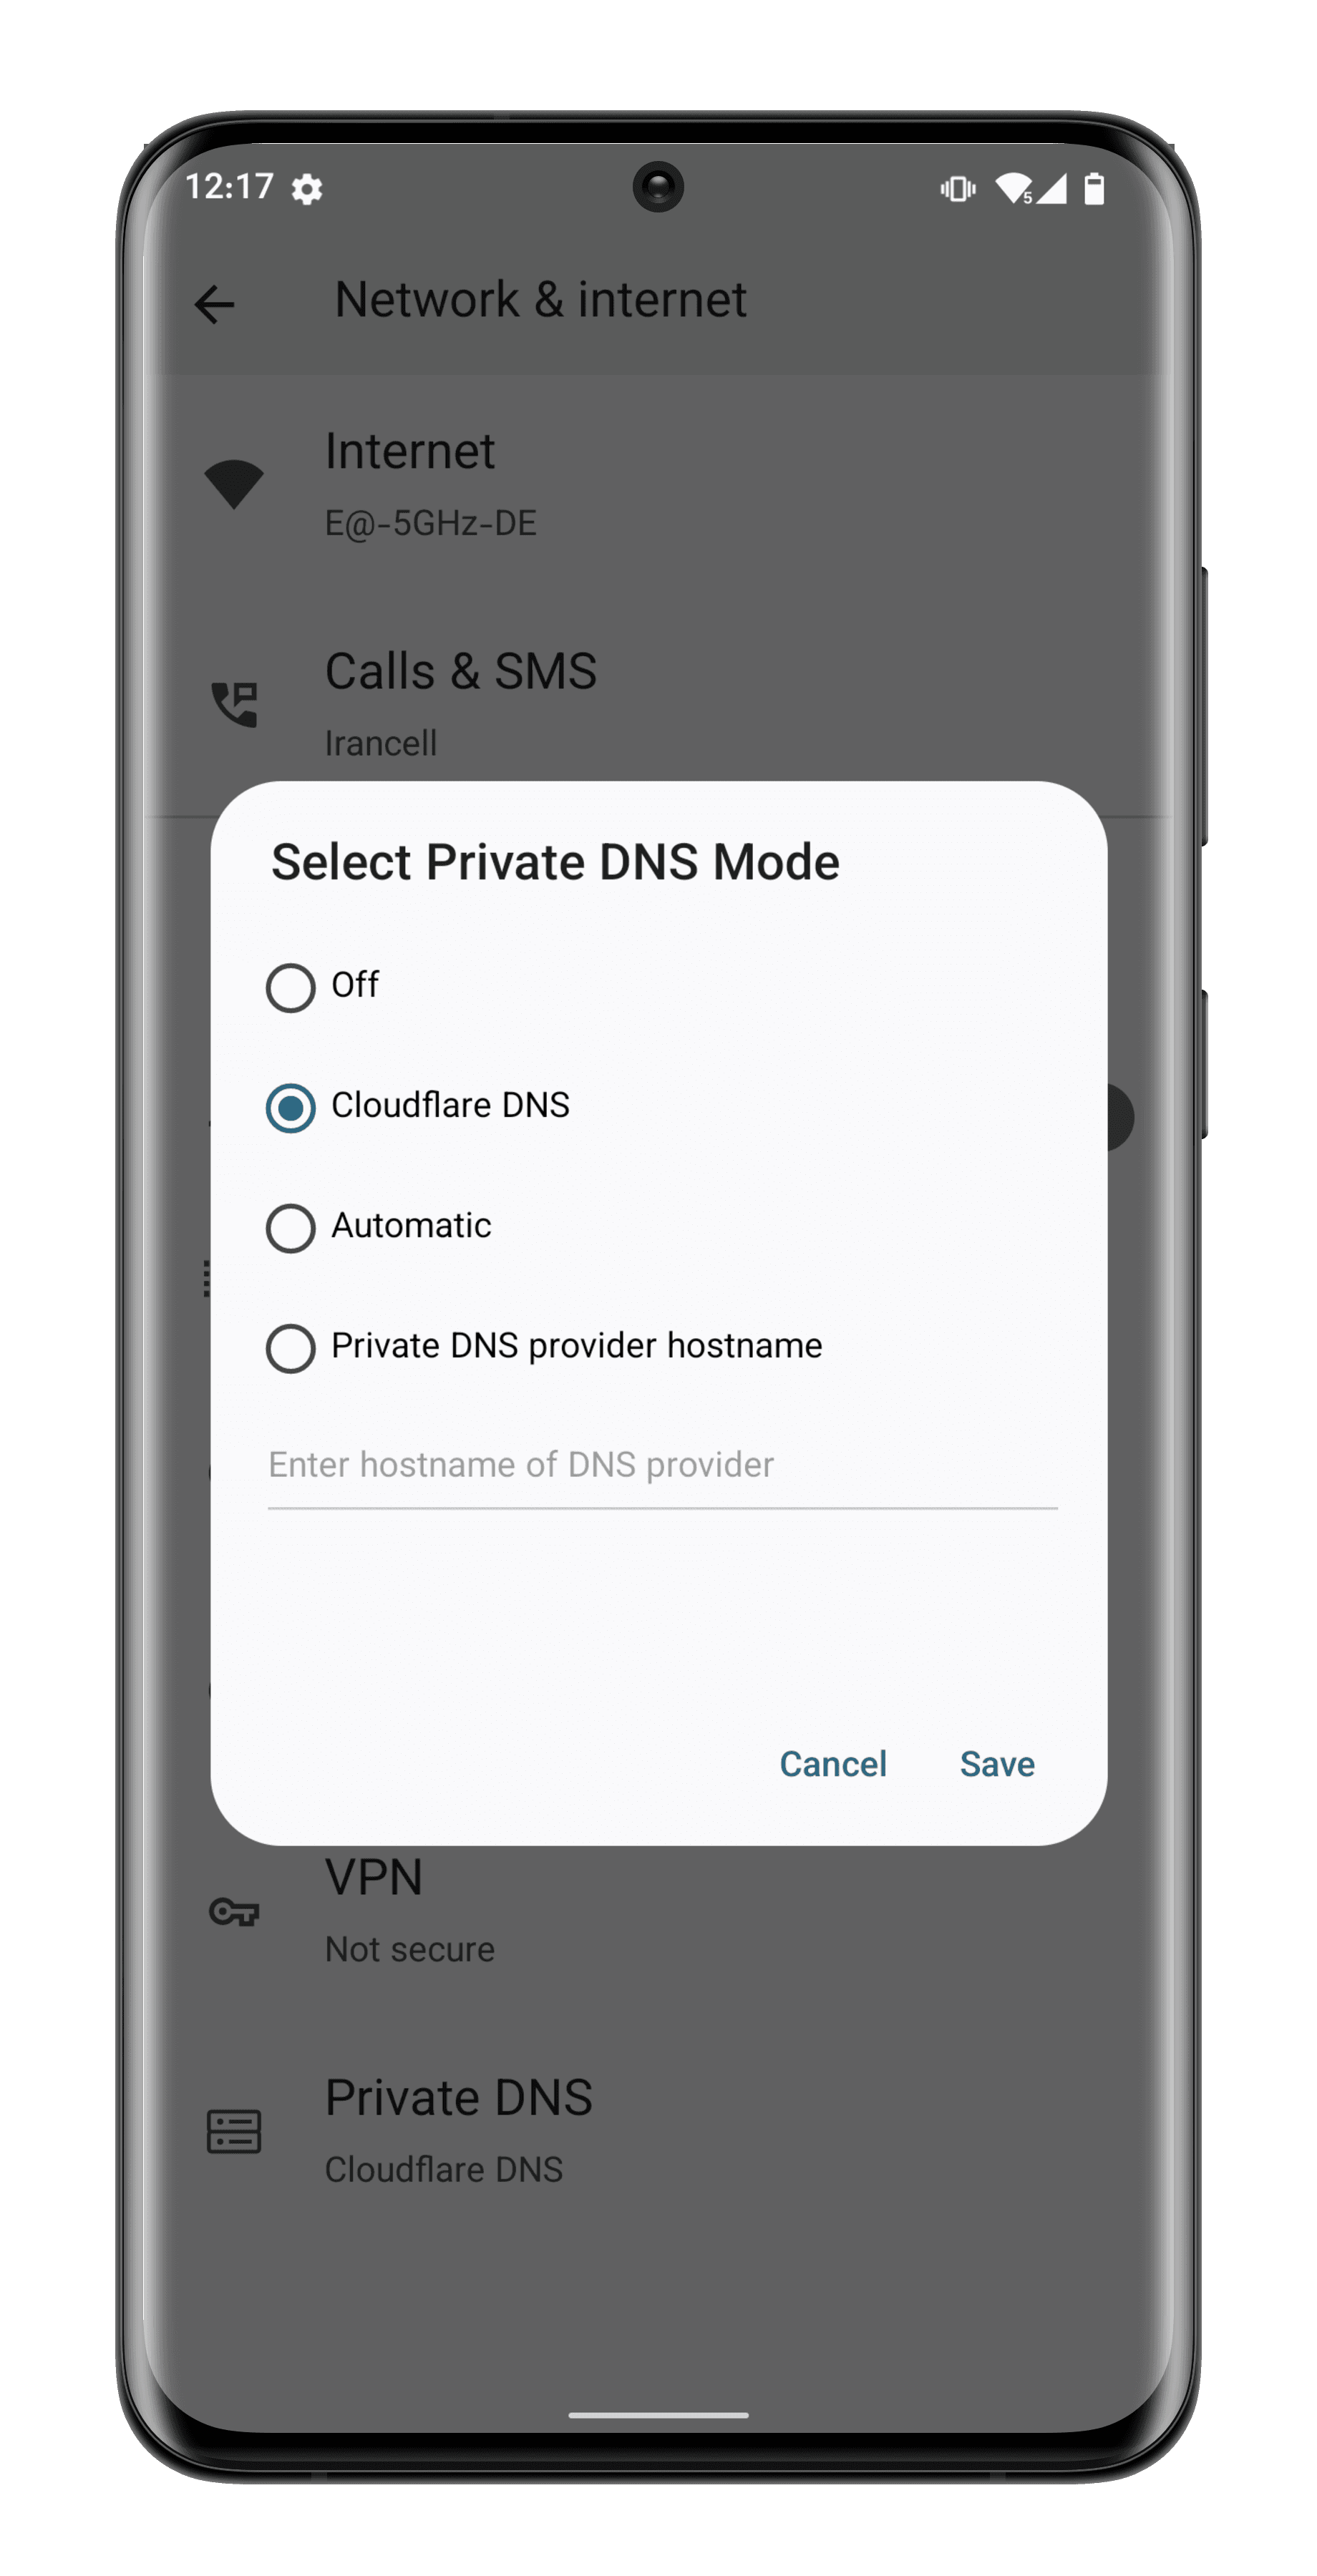 12:17
5
Network & internet
Internet
E@-5GHz-DE
Calls & SMS
Irancell
Select Private DNS Mode
Off
Cloudflare DNS
Automatic
Private DNS provider hostname
Enter hostname of DNS provider
Cancel Save
VPN
Not secure
Private DNS
Cloudflare DNS